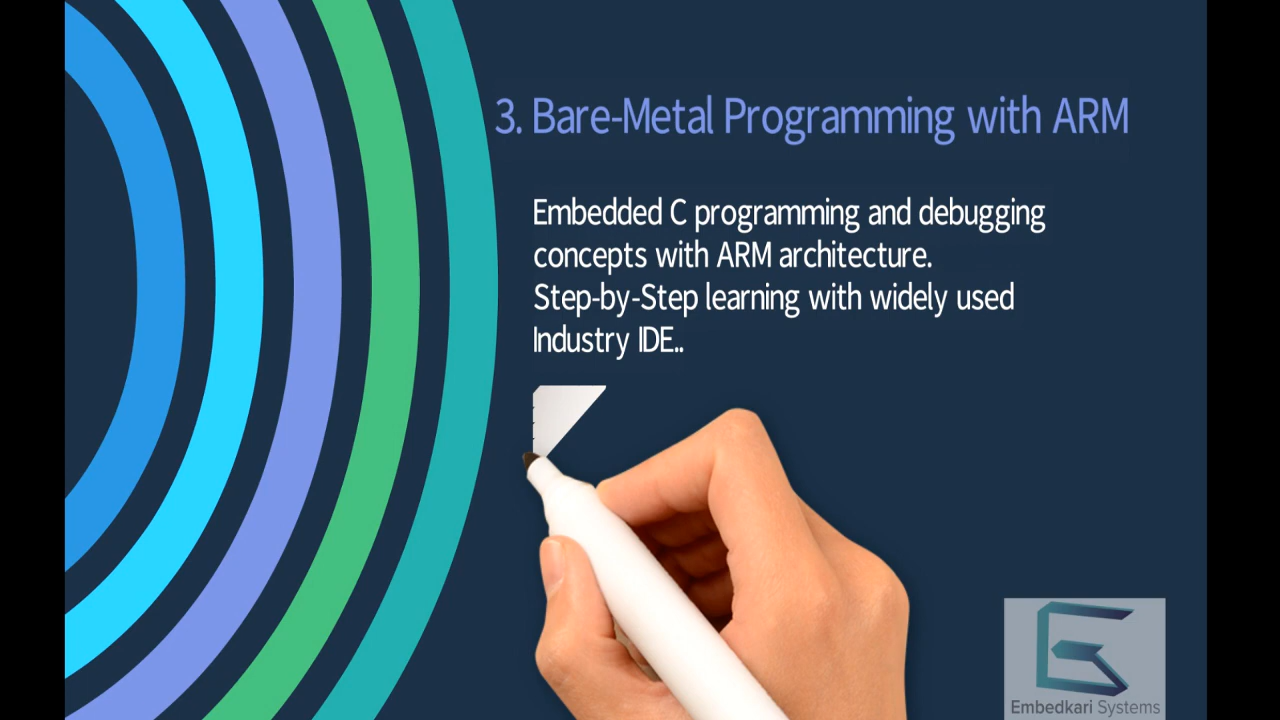 3. Bare-Metal Programming with ARM
Embedded C programming and debugging
concepts with ARM architecture.
Step-by-Step learning with widely used
Industry IDE..
Embedkari Systems